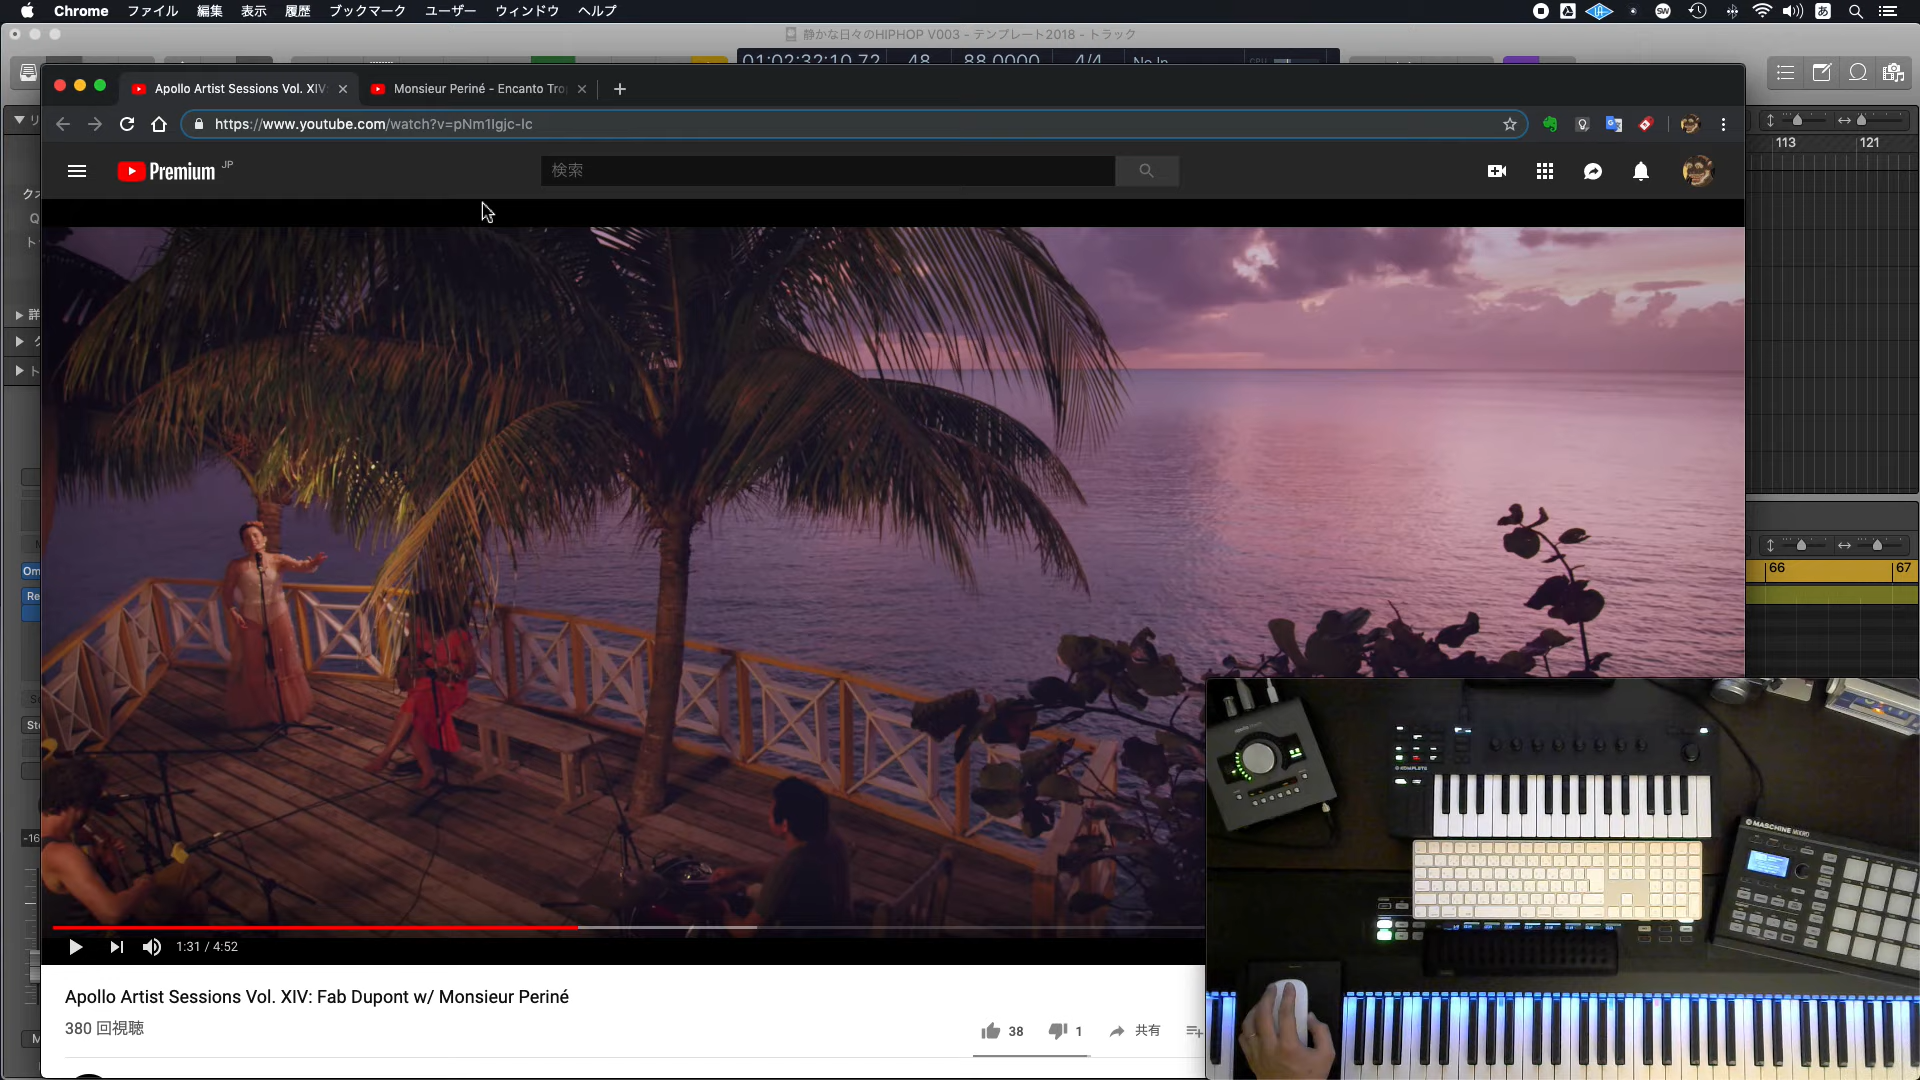 Chrome ファイル 編集 表示 履歴 ブックマーク ユーザー ウィンドウ ヘルプ
静かな日々のHIPHOP V003 - テンプレート2018 - トラック
Apollo Artist Sessions Vol. XIV:
Monsieur Periné - Encanto Tro
https://www.youtube.com/watch?v=pNm1lgjc-lc
Premium JP
検索
113
121
66
67
1:31 / 4:52
Apollo Artist Sessions Vol. XIV: Fab Dupont w/ Monsieur Periné
380 回視聴
38
1
共有
KOMPLETE
MASCHINE MIKRO